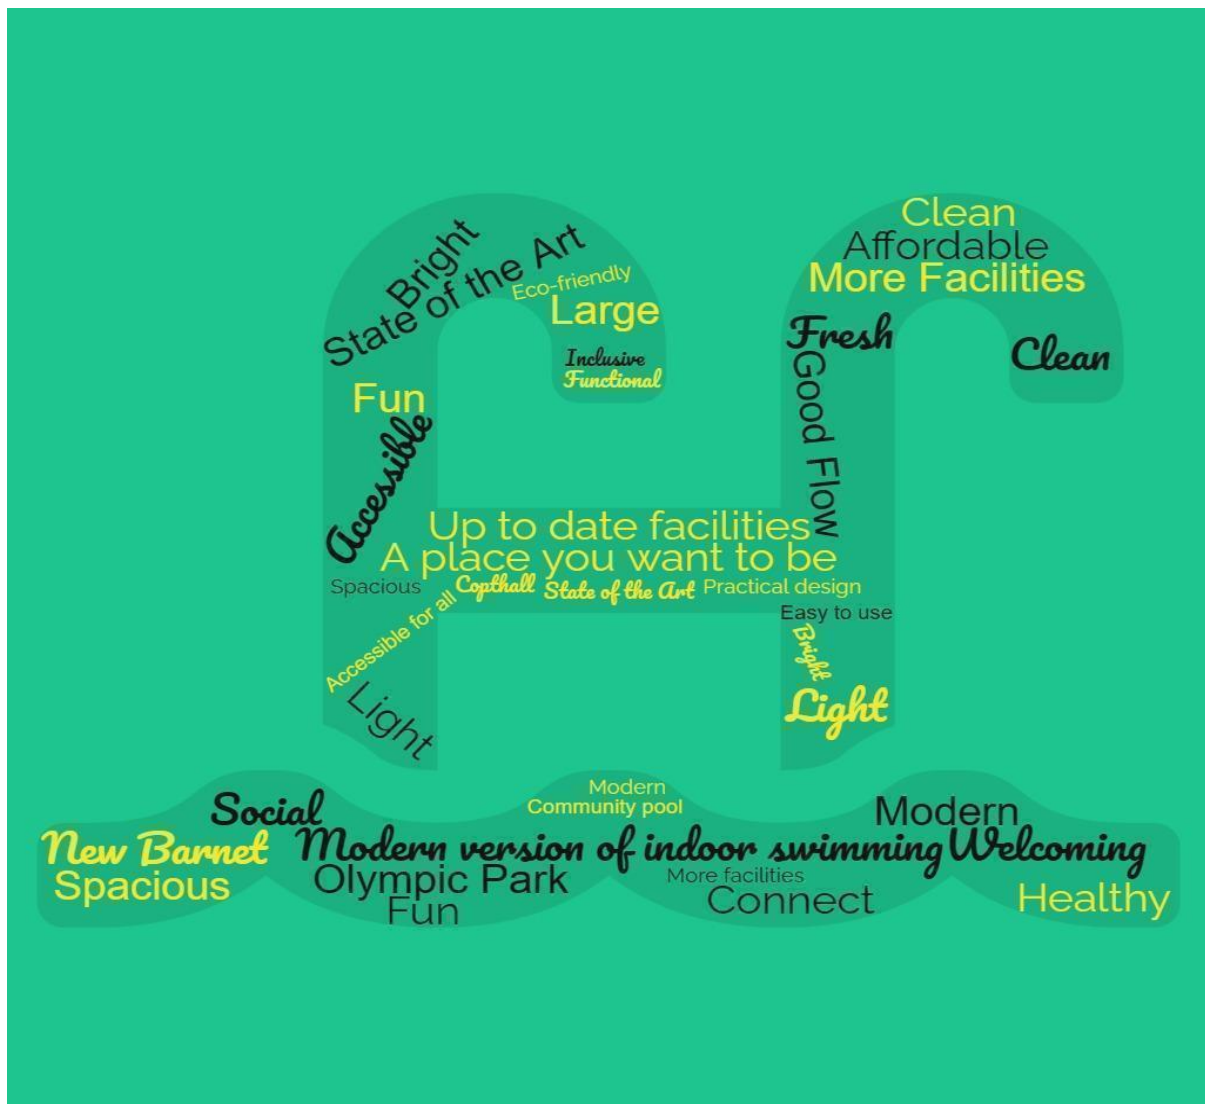 Bright
State of the Art
Eco-friendly
Large
Inclusive
Functional
Fun
Accessible
Clean
Affordable
More Facilities
Fresh
Clean
Good Flow
Up to date facilities
A place you want to be
Spacious
Copthall
State of the Art
Practical design
Accessible for all
Easy to use
Bright
Light
Light
Modern
Community pool
Social
Modern
New Barnet
Modern version of indoor swimming
Welcoming
Spacious
Olympic Park
More facilities
Fun
Connect
Healthy